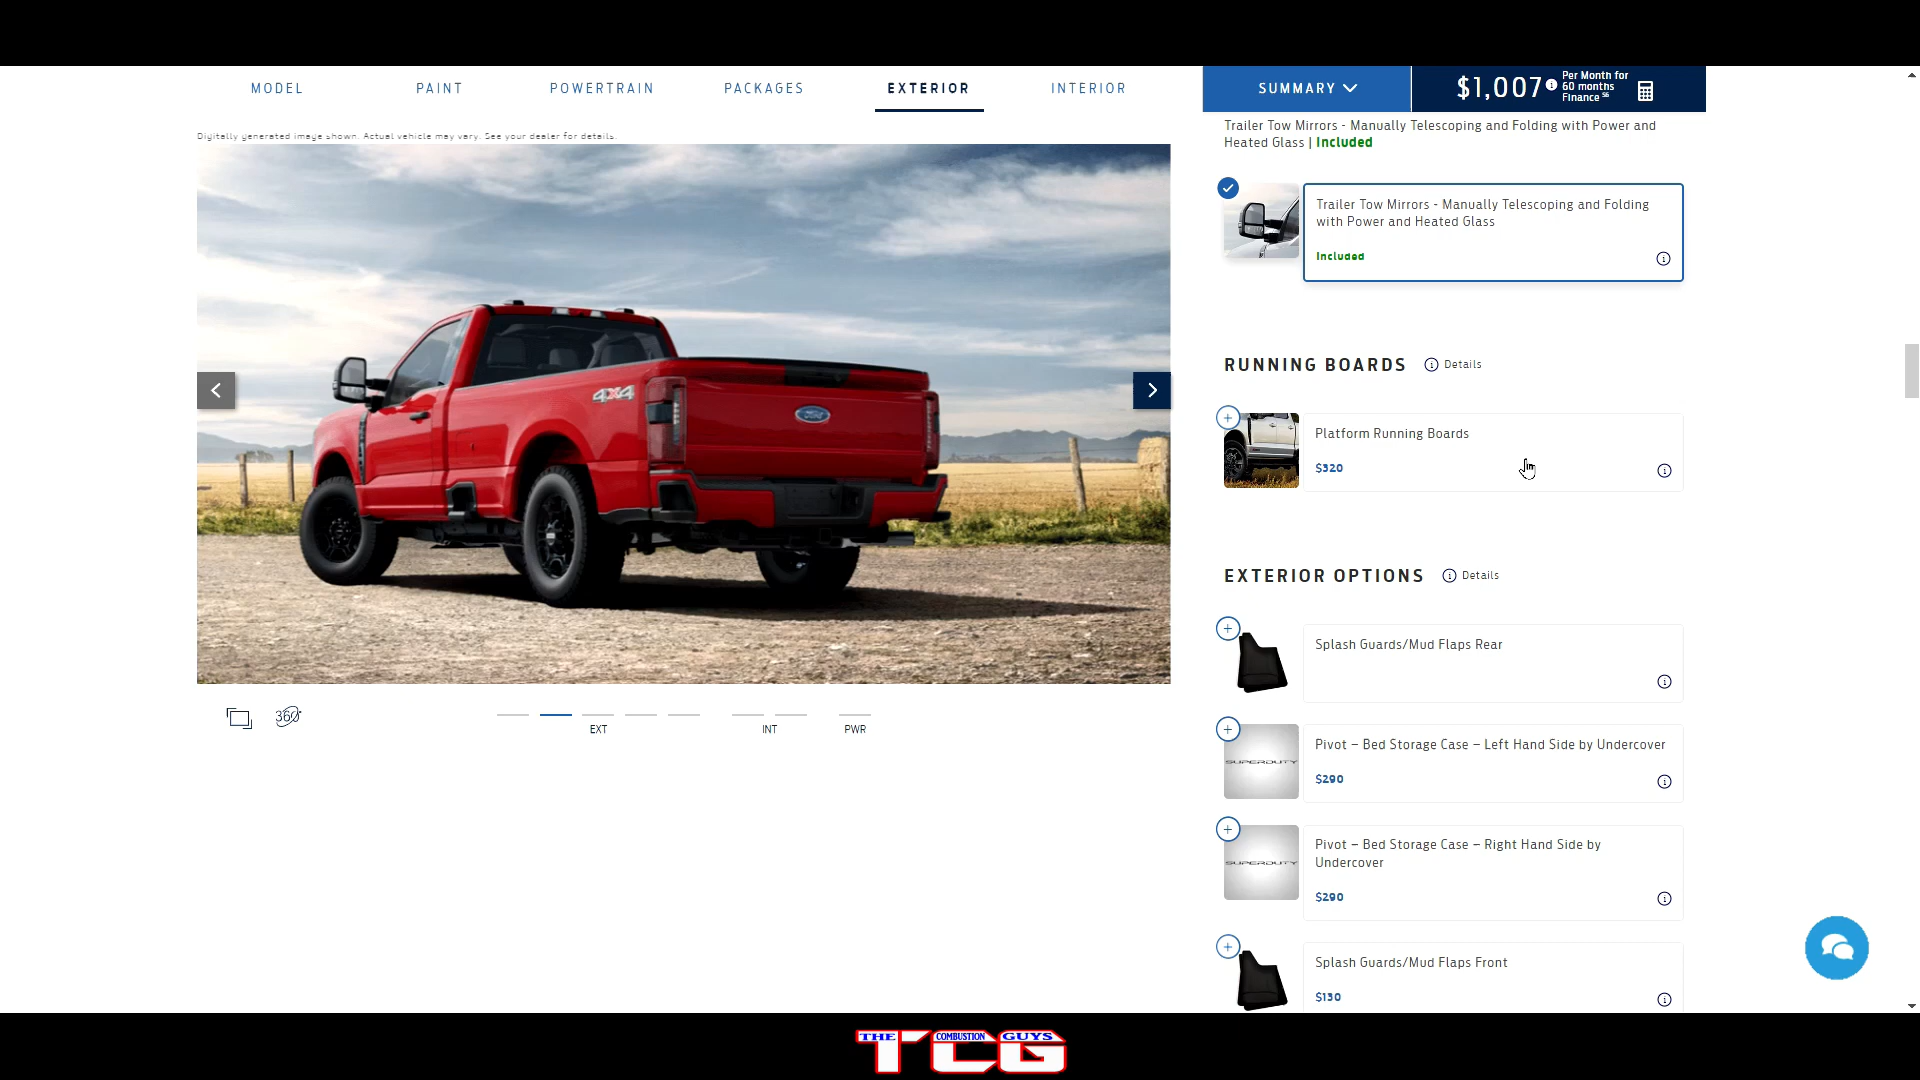 MODEL
PAINT
POWERTRAIN
PACKAGES
EXTERIOR
INTERIOR
SUMMARY
$1,007
Per Month for
60 months
Finance 56
Digitally generated image shown. Actual vehicle may vary. See your dealer for details.
4X4
Ford
360°
EXT
INT
PWR
Trailer Tow Mirrors - Manually Telescoping and Folding with Power and
Heated Glass | Included
Trailer Tow Mirrors - Manually Telescoping and Folding
with Power and Heated Glass
Included
RUNNING BOARDS
Details
Platform Running Boards
$320
EXTERIOR OPTIONS
Details
Splash Guards/Mud Flaps Rear
SUPERDUTY
Pivot – Bed Storage Case – Left Hand Side by Undercover
$290
SUPERDUTY
Pivot – Bed Storage Case – Right Hand Side by
Undercover
$290
Splash Guards/Mud Flaps Front
$130
THE COMBUSTION GUYS
TCG